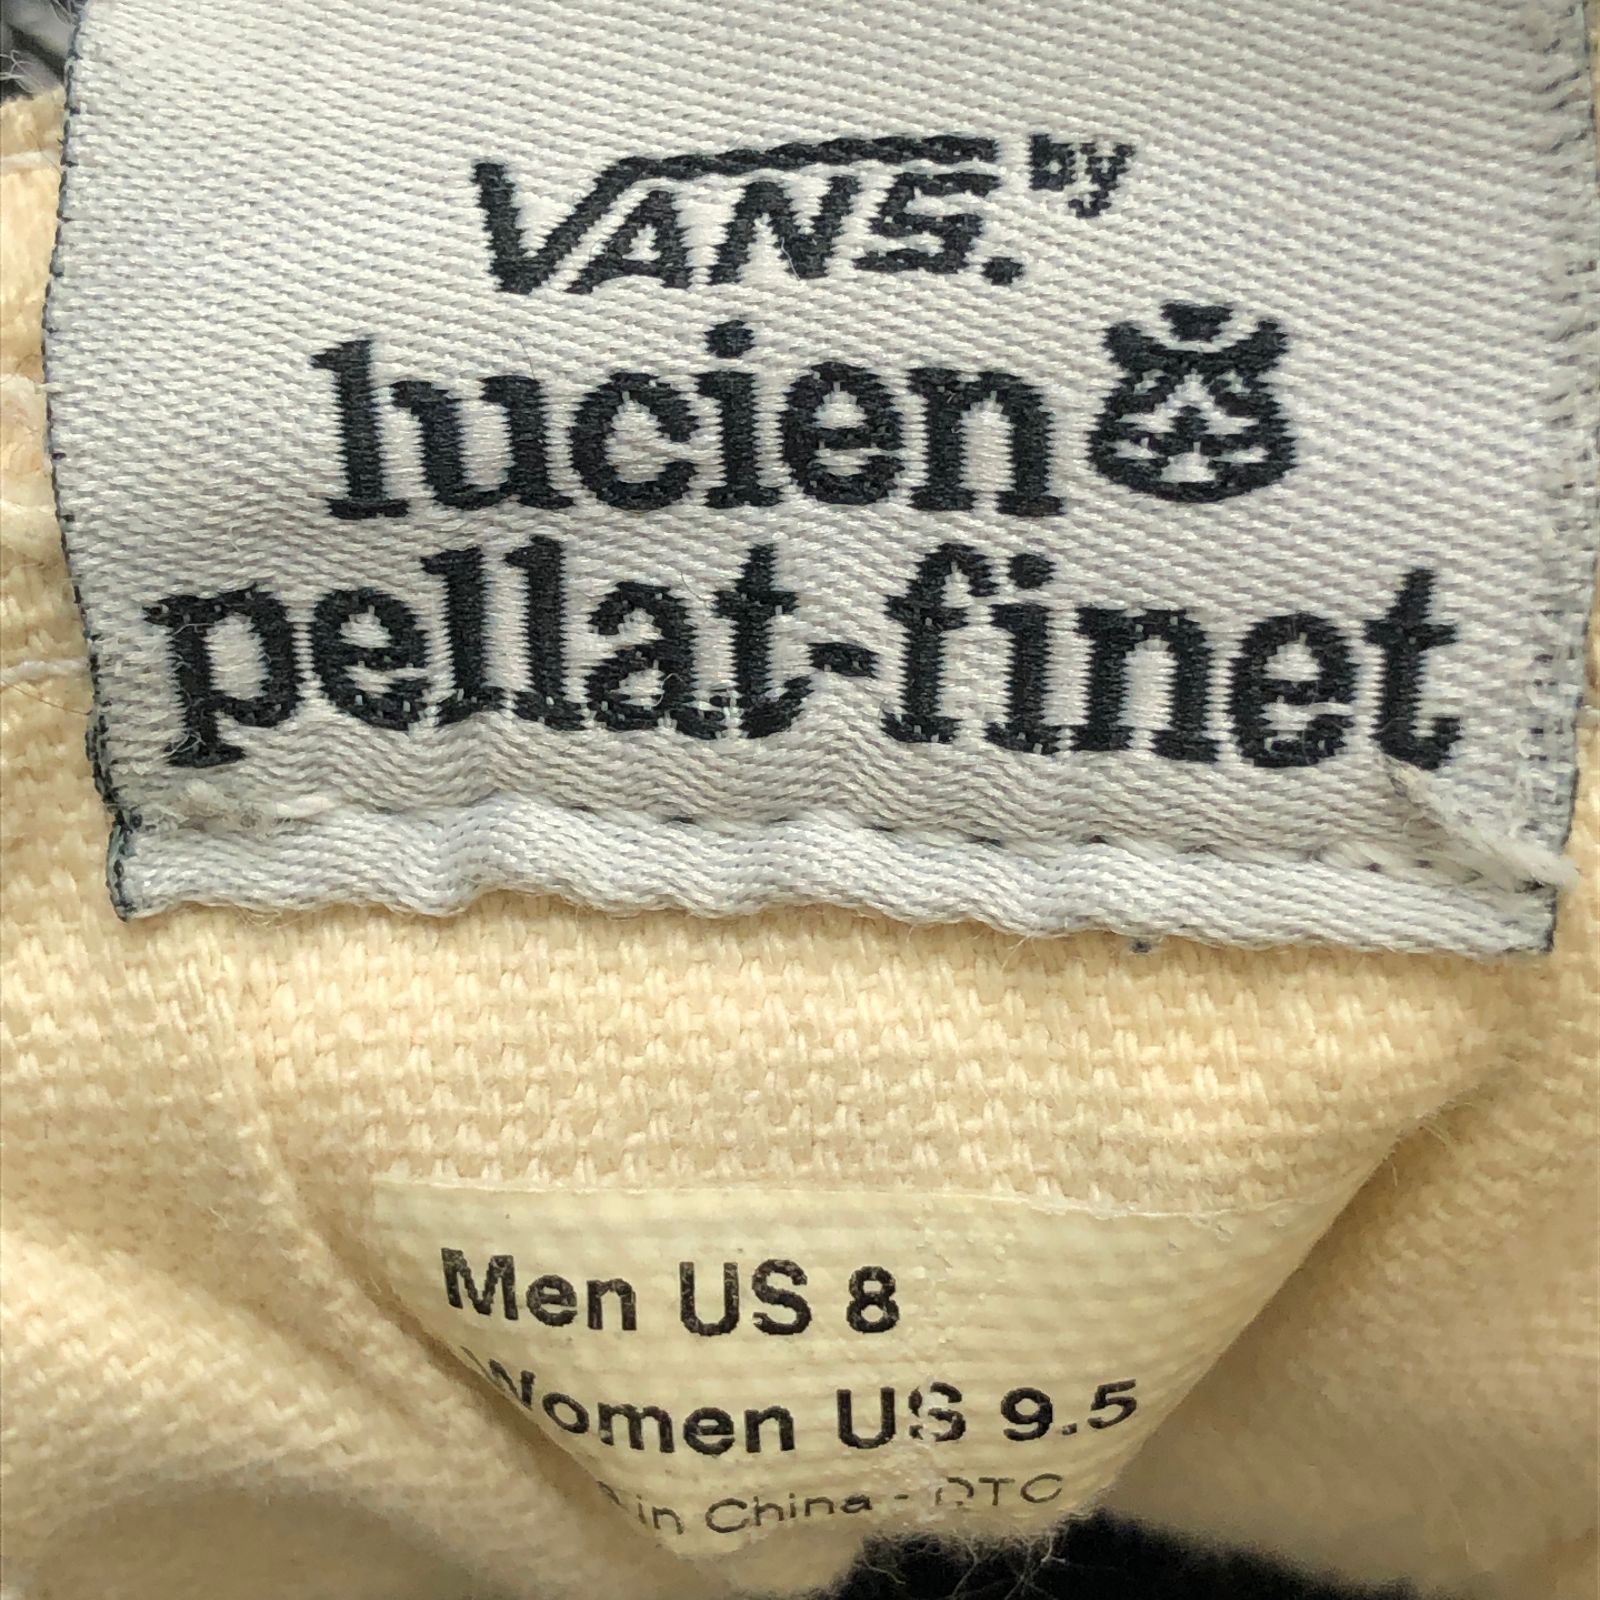 VANS. by
lucien
pellat-finet
Men US 8
Women US 9.5
in China -